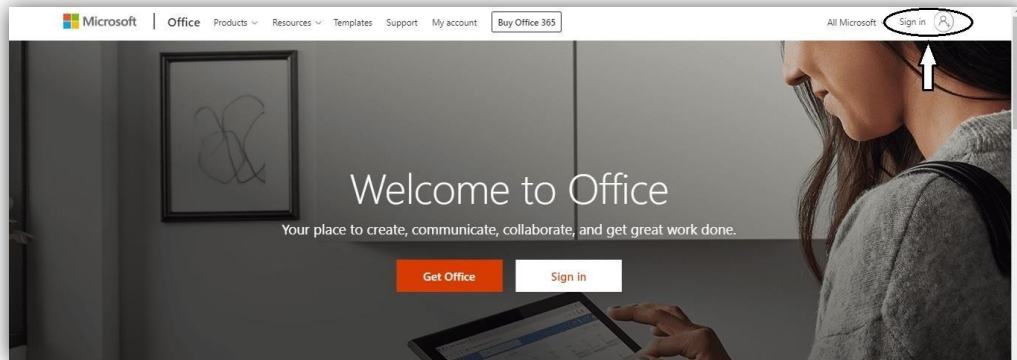 Microsoft Office Products Resources Templates Support My account Buy Office 365 All Microsoft Sign in
Welcome to Office
Your place to create, communicate, collaborate, and get great work done.
Get Office Sign in